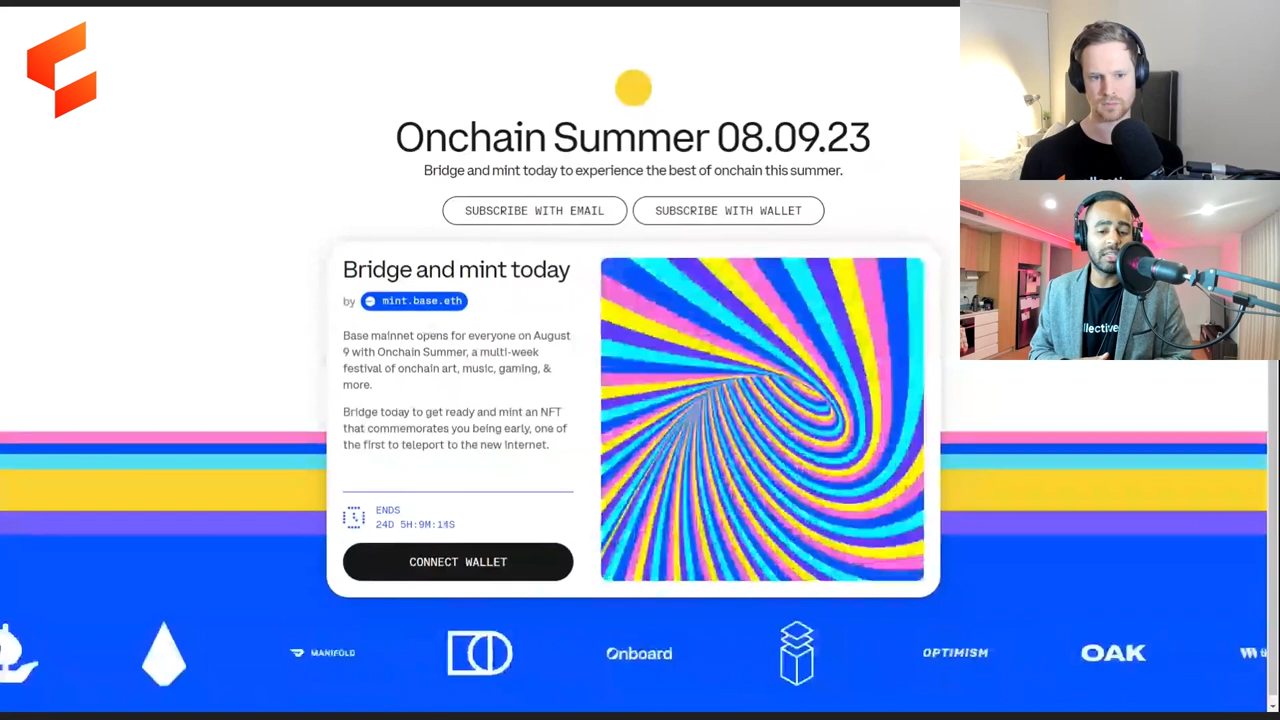 Onchain Summer 08.09.23
Bridge and mint today to experience the best of onchain this summer.
SUBSCRIBE WITH EMAIL
SUBSCRIBE WITH WALLET
Bridge and mint today
by mint.base.eth
Base mainnet opens for everyone on August
9 with Onchain Summer, a multi-week
festival of onchain art, music, gaming, &
more.
Bridge today to get ready and mint an NFT
that commemorates you being early, one of
the first to teleport to the new Internet.
ENDS
24D 5H:9M:14S
CONNECT WALLET
MANIFOLD
Onboard
OPTIMISM
OAK
ollective
llective